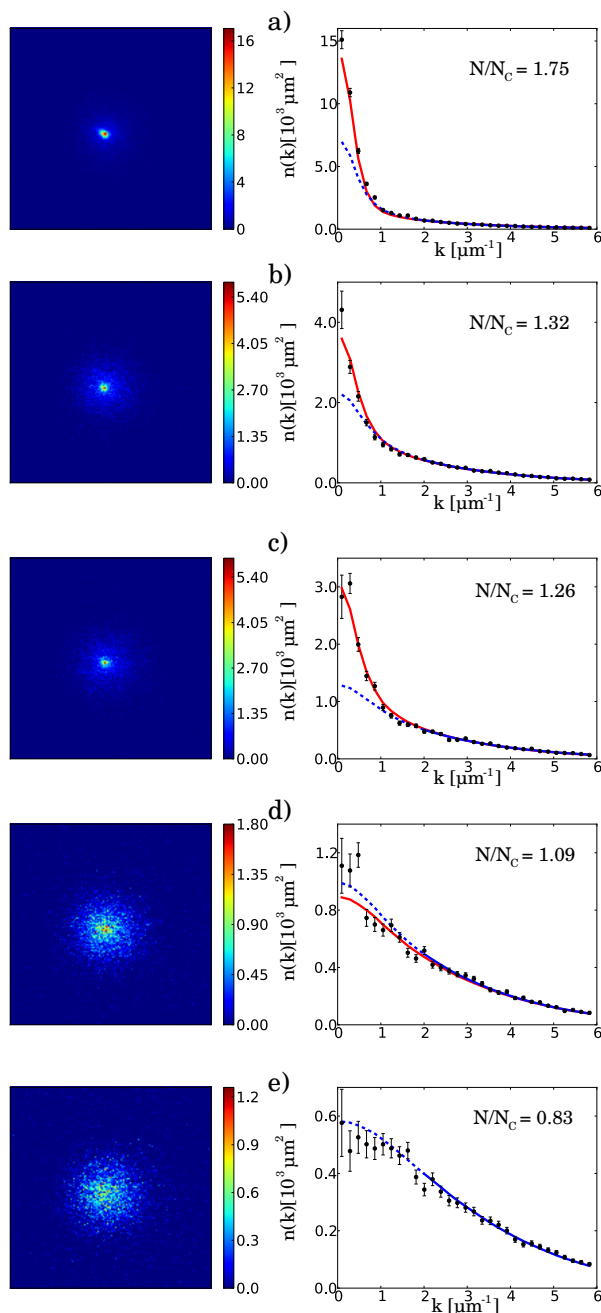 a)
16
12
8
4
0
n(k)[10³ μm² ]
15
10
5.0
0.0
N/N_C = 1.75
0 1 2 3 4 5 6
k [μm⁻¹]
b)
5.40
4.05
2.70
1.35
0.00
n(k)[10³ μm² ]
4.0
2.0
0.0
N/N_C = 1.32
0 1 2 3 4 5 6
k [μm⁻¹]
c)
5.40
4.05
2.70
1.35
0.00
n(k)[10³ μm² ]
3.0
2.0
1.0
0.0
N/N_C = 1.26
0 1 2 3 4 5 6
k [μm⁻¹]
d)
1.80
1.35
0.90
0.45
0.00
n(k)[10³ μm² ]
1.2
0.8
0.4
0.0
N/N_C = 1.09
0 1 2 3 4 5 6
k [μm⁻¹]
e)
1.2
0.9
0.6
0.3
0.0
n(k)[10³ μm² ]
0.6
0.4
0.2
0.0
N/N_C = 0.83
0 1 2 3 4 5 6
k [μm⁻¹]